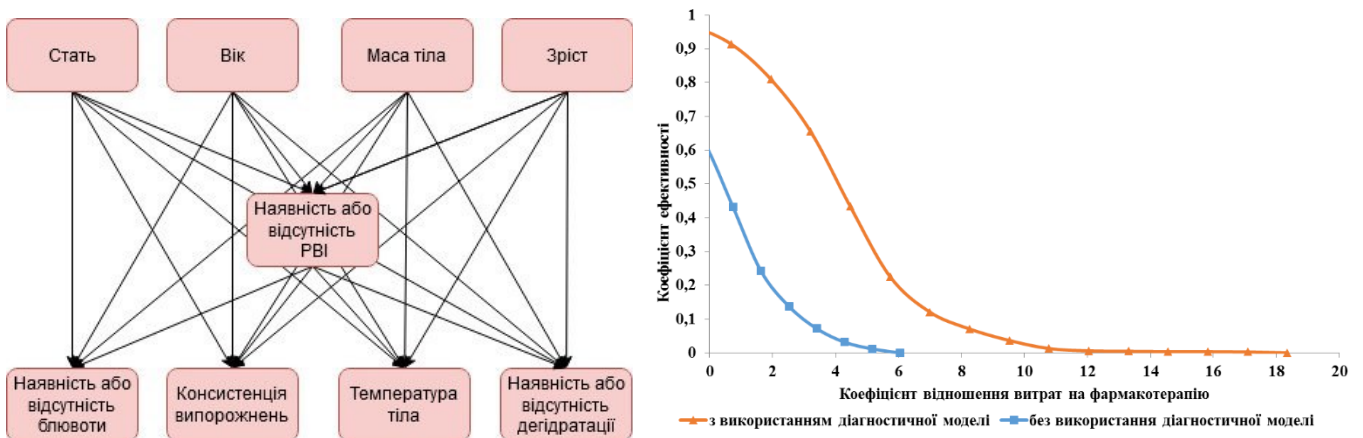 Стать
Вік
Маса тіла
Зріст
Наявність або
відсутність
РВІ
Наявність або
відсутність
блювоти
Консистенція
випорожнень
Температура
тіла
Наявність або
відсутність
дегідратації
Коефіцієнт ефективності
1
0,9
0,8
0,7
0,6
0,5
0,4
0,3
0,2
0,1
0
0 2 4 6 8 10 12 14 16 18 20
Коефіцієнт відношення витрат на фармакотерапію
з використанням діагностичної моделі
без використання діагностичної моделі